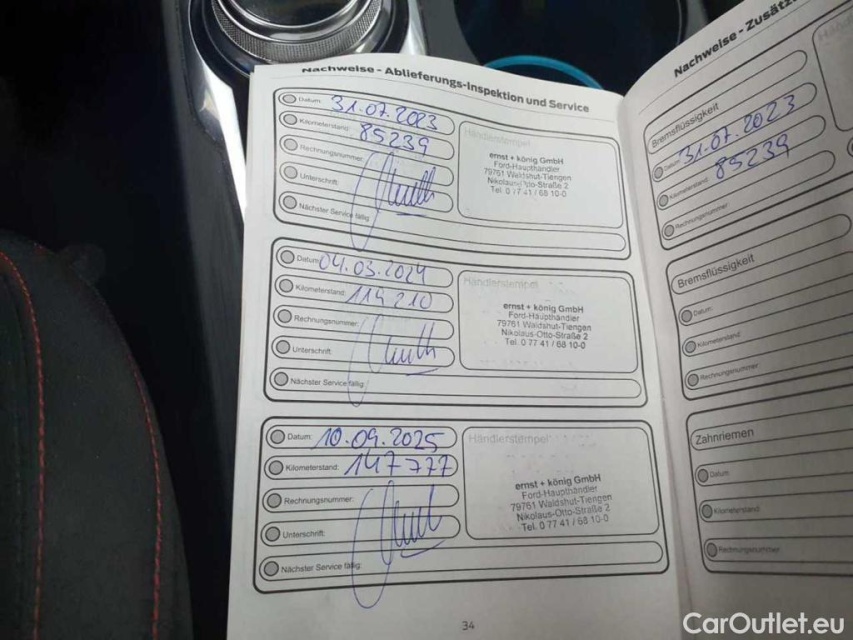 Nachweise - Ablieferungs-Inspektion und Service
Datum: 31.07.2023
Kilometerstand: 85239
Rechnungsnummer:
Unterschrift:
Nächster Service fällig:
Händlerstempel
ernst + könig GmbH
Ford-Haupthändler
79761 Waldshut-Tiengen
Nikolaus-Otto-Straße 2
Tel. 0 77 41 / 68 10-0
Datum: 04.03.2024
Kilometerstand: 114210
Rechnungsnummer:
Unterschrift:
Nächster Service fällig:
Händlerstempel
ernst + könig GmbH
Ford-Haupthändler
79761 Waldshut-Tiengen
Nikolaus-Otto-Straße 2
Tel. 0 77 41 / 68 10-0
Datum: 10.09.2025
Kilometerstand: 147777
Rechnungsnummer:
Unterschrift:
Nächster Service fällig:
Händlerstempel
ernst + könig GmbH
Ford-Haupthändler
79761 Waldshut-Tiengen
Nikolaus-Otto-Straße 2
Tel. 0 77 41 / 68 10-0
34
Nachweise - Zusätz
Bremsflüssigkeit
Datum: 31.07.2023
Kilometerstand: 85239
Rechnungsnummer:
Bremsflüssigkeit
Datum:
Kilometerstand:
Rechnungsnummer:
Zahnriemen
Datum:
Kilometerstand:
Rechnungsnummer:
CarOutlet.eu